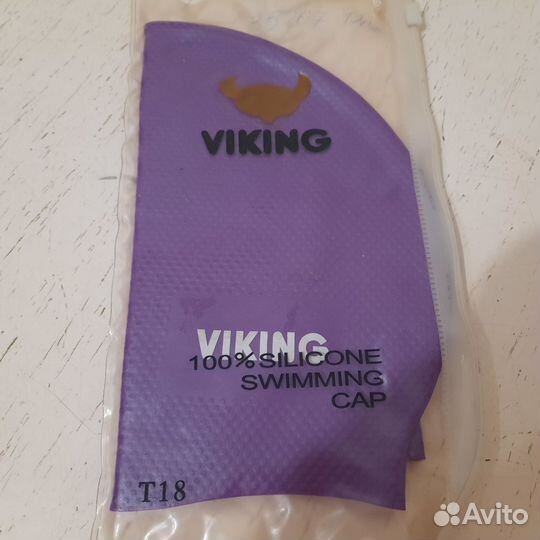 VIKING
VIKING
100% SILICONE
SWIMMING
CAP
T18
Avito